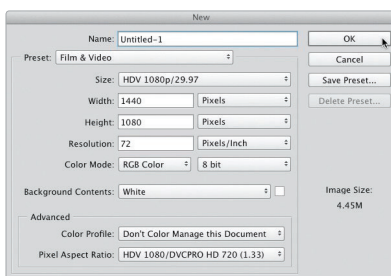 New
Name: Untitled-1
OK
Preset: Film & Video
Cancel
Size: HDV 1080p/29.97
Save Preset...
Width: 1440 Pixels
Delete Preset...
Height: 1080 Pixels
Resolution: 72 Pixels/Inch
Color Mode: RGB Color 8 bit
Background Contents: White
Image Size:
4.45M
Advanced
Color Profile: Don't Color Manage this Document
Pixel Aspect Ratio: HDV 1080/DVCPRO HD 720 (1.33)